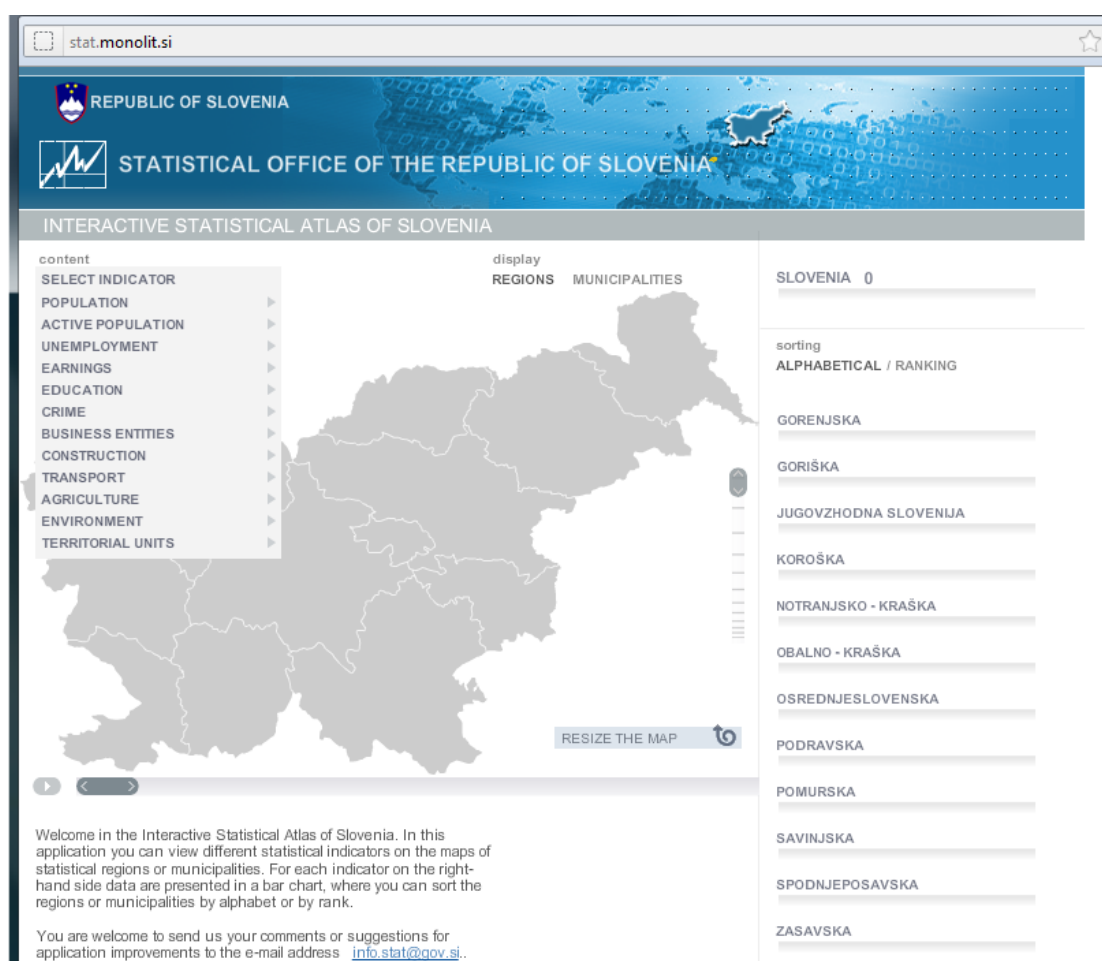 stat.monolit.si
REPUBLIC OF SLOVENIA
STATISTICAL OFFICE OF THE REPUBLIC OF SLOVENIA
INTERACTIVE STATISTICAL ATLAS OF SLOVENIA
content
SELECT INDICATOR
POPULATION
ACTIVE POPULATION
UNEMPLOYMENT
EARNINGS
EDUCATION
CRIME
BUSINESS ENTITIES
CONSTRUCTION
TRANSPORT
AGRICULTURE
ENVIRONMENT
TERRITORIAL UNITS
display
REGIONS MUNICIPALITIES
RESIZE THE MAP
SLOVENIA 0
sorting
ALPHABETICAL / RANKING
GORENJSKA
GORIŠKA
JUGOVZHODNA SLOVENIJA
KOROŠKA
NOTRANJSKO - KRAŠKA
OBALNO - KRAŠKA
OSREDNJESLOVENSKA
PODRAVSKA
POMURSKA
SAVINJSKA
SPODNJEPOSAVSKA
ZASAVSKA
Welcome in the Interactive Statistical Atlas of Slovenia. In this
application you can view different statistical indicators on the maps of
statistical regions or municipalities. For each indicator on the right-
hand side data are presented in a bar chart, where you can sort the
regions or municipalities by alphabet or by rank.
You are welcome to send us your comments or suggestions for
application improvements to the e-mail address info.stat@gov.si..